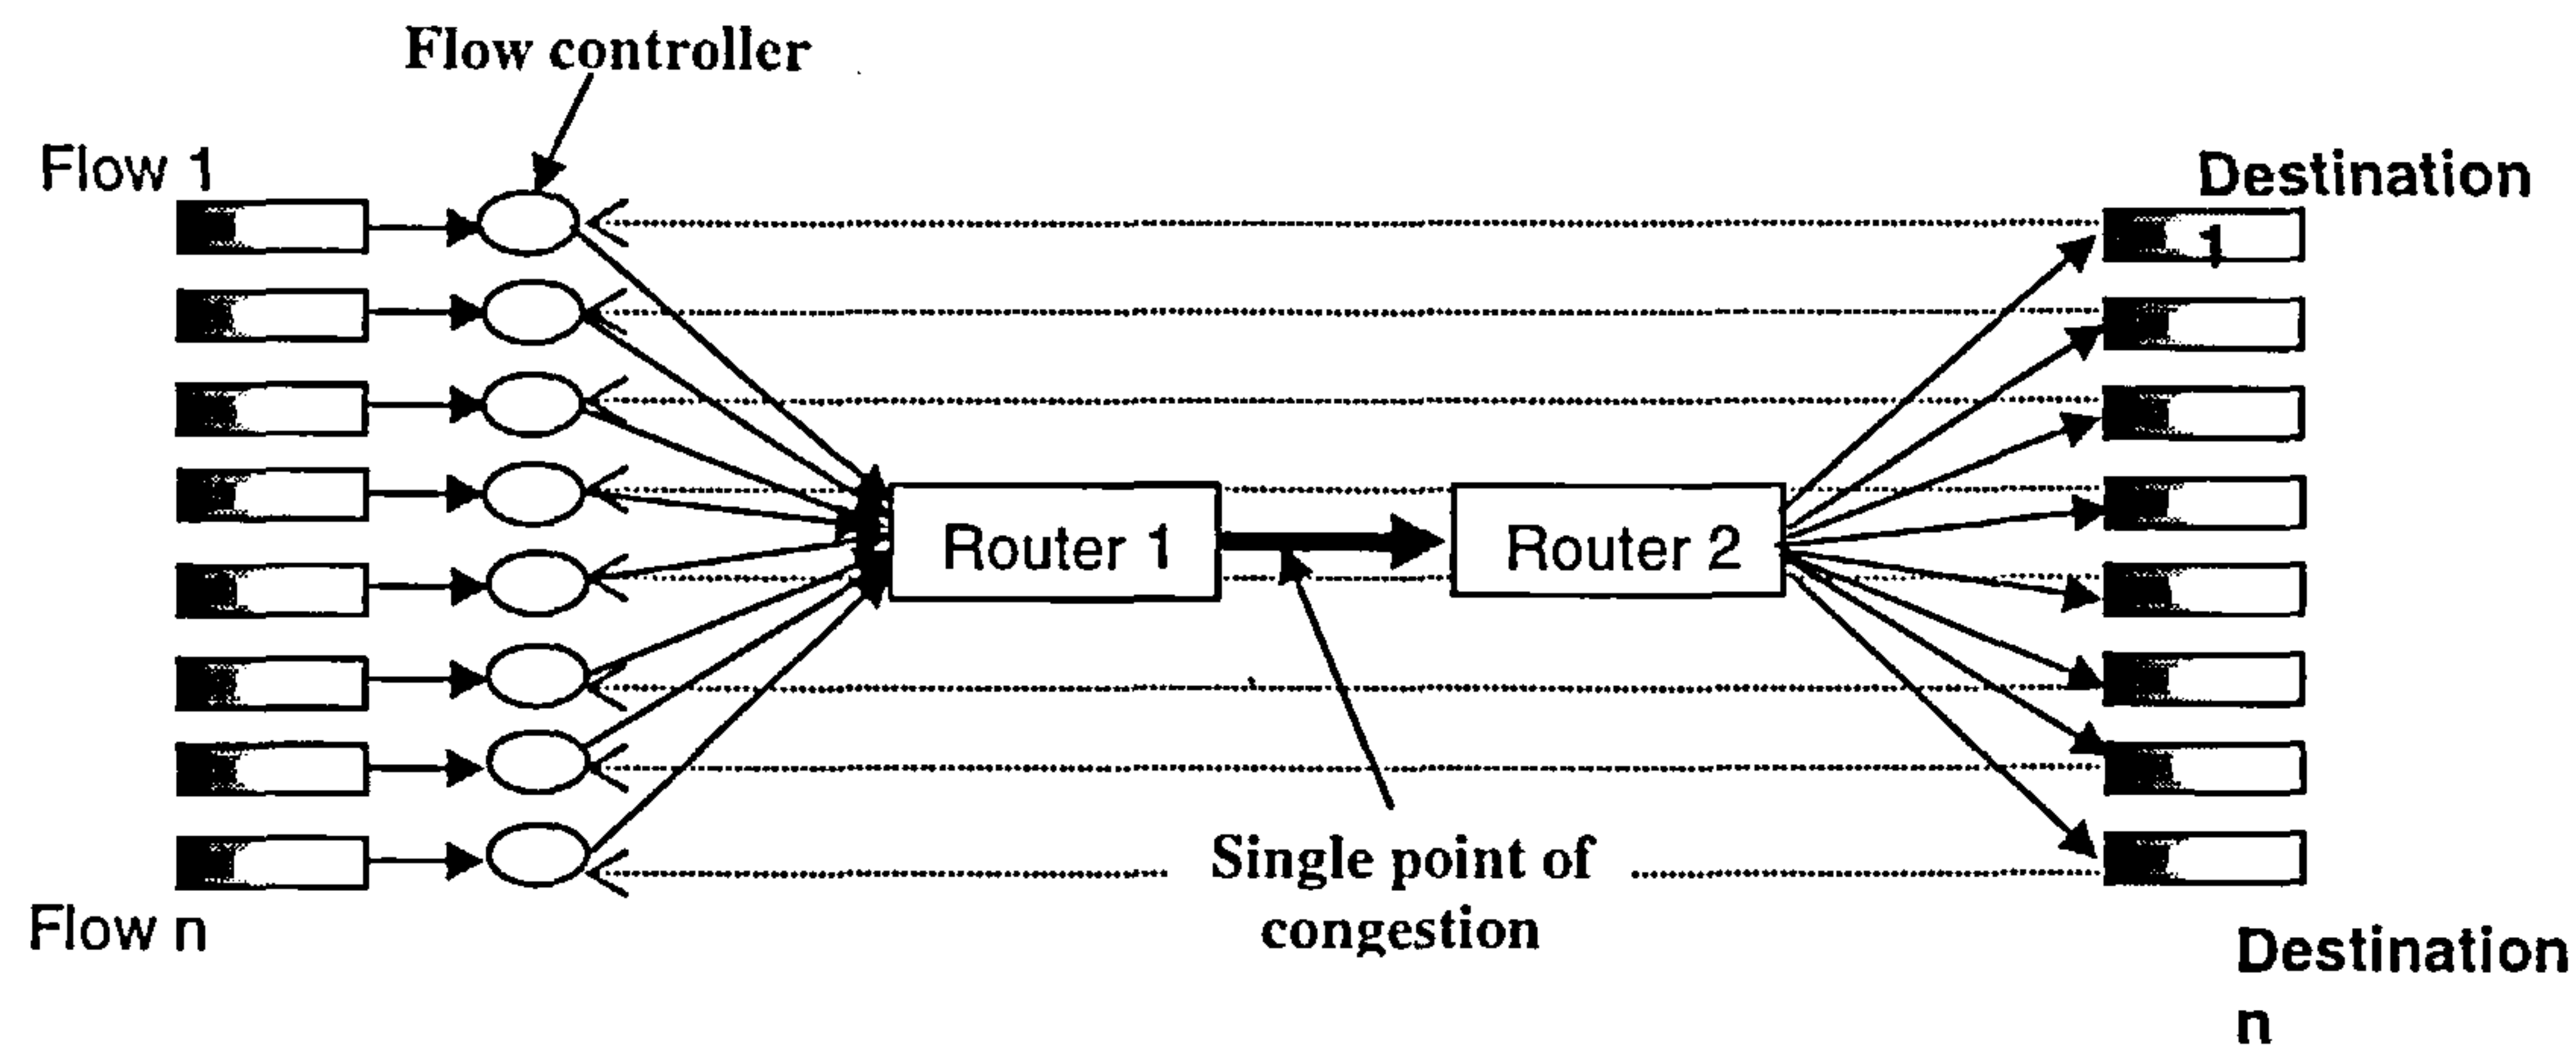 Flow controller
Flow 1
Destination
1
Router 1
Router 2
Single point of
congestion
Flow n
Destination
n